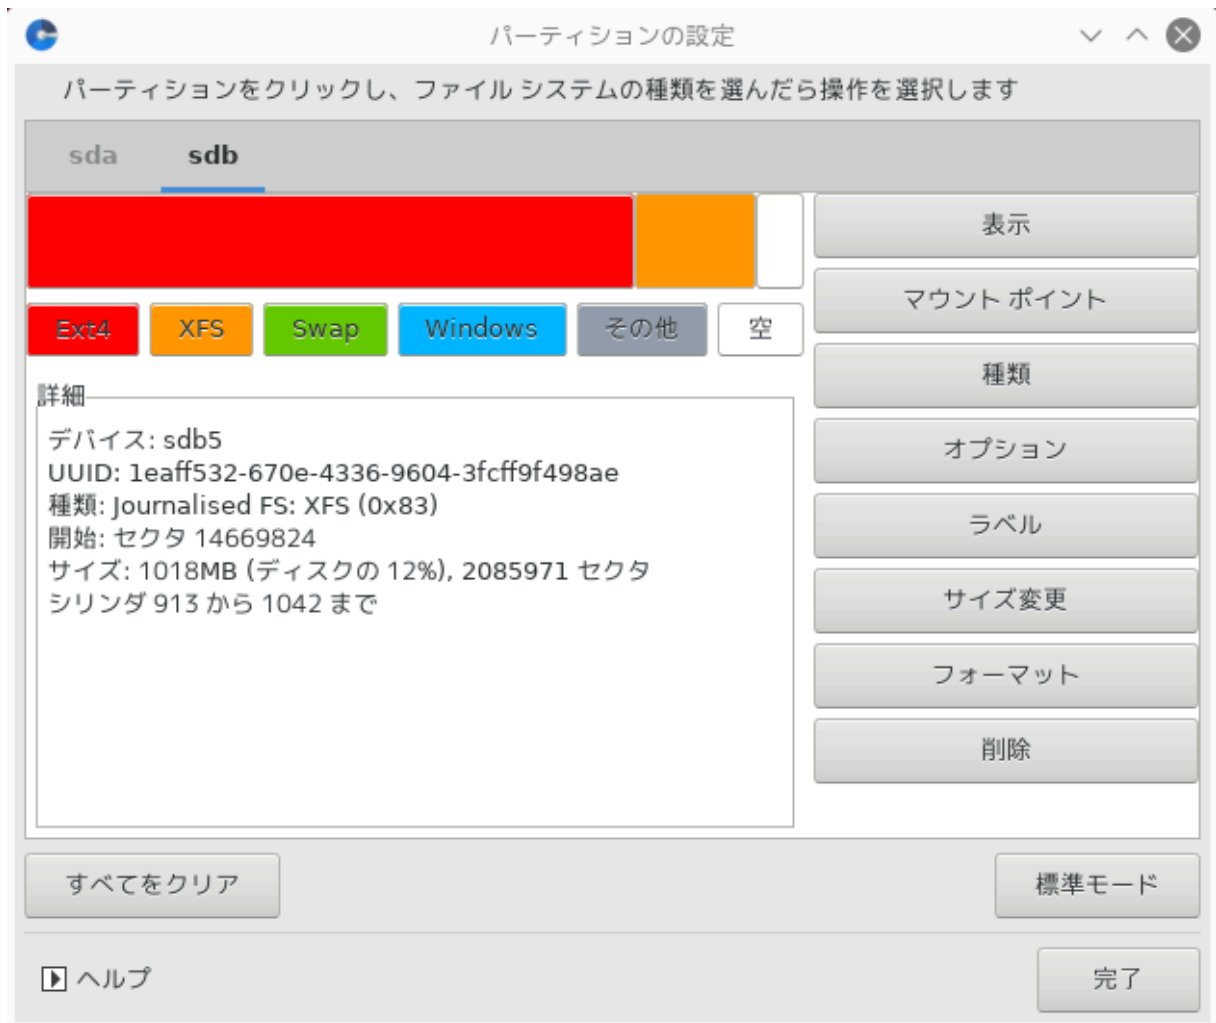 パーティションの設定
パーティションをクリックし、ファイル システムの種類を選んだら操作を選択します
sda sdb
表示
マウント ポイント
Ext4 XFS Swap Windows その他 空
種類
詳細
オプション
デバイス: sdb5
UUID: 1eaff532-670e-4336-9604-3fcff9f498ae
種類: Journalised FS: XFS (0x83)
開始: セクタ 14669824
サイズ: 1018MB (ディスクの 12%), 2085971 セクタ
シリンダ 913 から 1042 まで
ラベル
サイズ変更
フォーマット
削除
すべてをクリア
標準モード
ヘルプ
完了